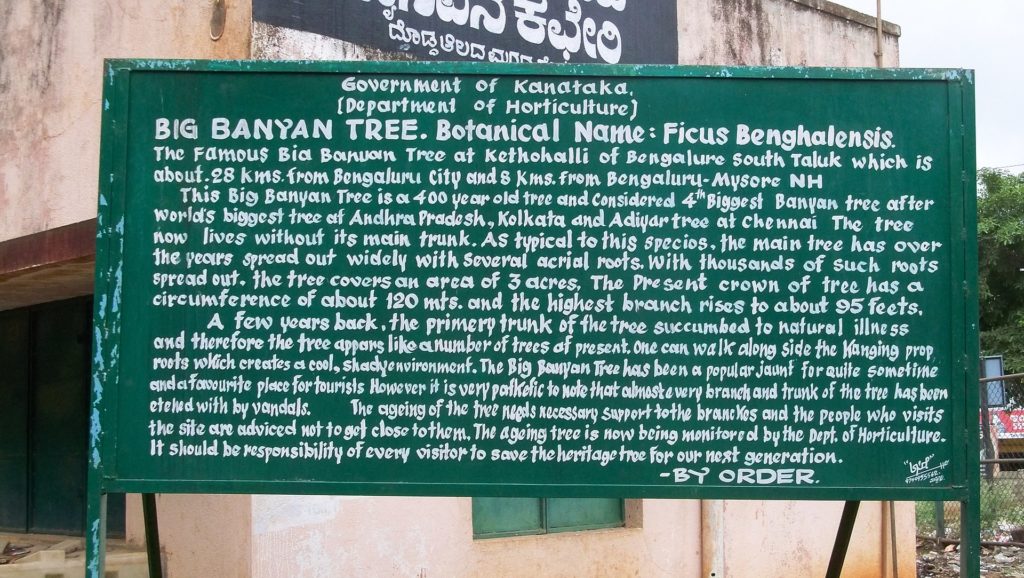 ಕಛೇರಿ
ದೊಡ್ಡ ಆಲದ ಮರ
Government of Kanataka.
(Department of Horticulture)
BIG BANYAN TREE. Botanical Name: Ficus Benghalensis.
The Famous Bia Banyan Tree at Kethohalli of Bengalure South Taluk which is
about. 28 kms. from Bengaluru City and 8 Kms. from Bengaluru-Mysore NH
This Big Banyan Tree is a 400 year old tree and considered 4th Biggest Banyan tree after
world's biggest tree af Andhra Pradesh, Kolkata and Adiyar tree at Chennai The tree
now lives without its main trunk. As typical to this specios, the main tree has over
the years spread out widely with several acrial roots. With thousands of such roots
spread out, the tree covers an area of 3 acres, The Present crown of tree has a
circumference of about 120 mts. and the highest branch rises to about 95 feets.
A few years back, the primery trunk of the tree succumbed to natural illness
and therefore the tree appars like a number of trees of present. One can walk along side the Kanging prop
roots which creates a cool, shady environment. The Big Banyan Tree has been a popular jaunt for quite sometime
and a favourite place for tourists However it is very pathelic to note that almost every branch and trunk of the tree has been
etched with by vandals. The ageing of the tree needs necessary support to the branches and the people who visits
the site are adviced not to get close to them. The ageing tree is now being monitored by the Dept. of Horticulture.
It should be responsibility of every visitor to save the heritage tree for our next generation.
-BY ORDER.